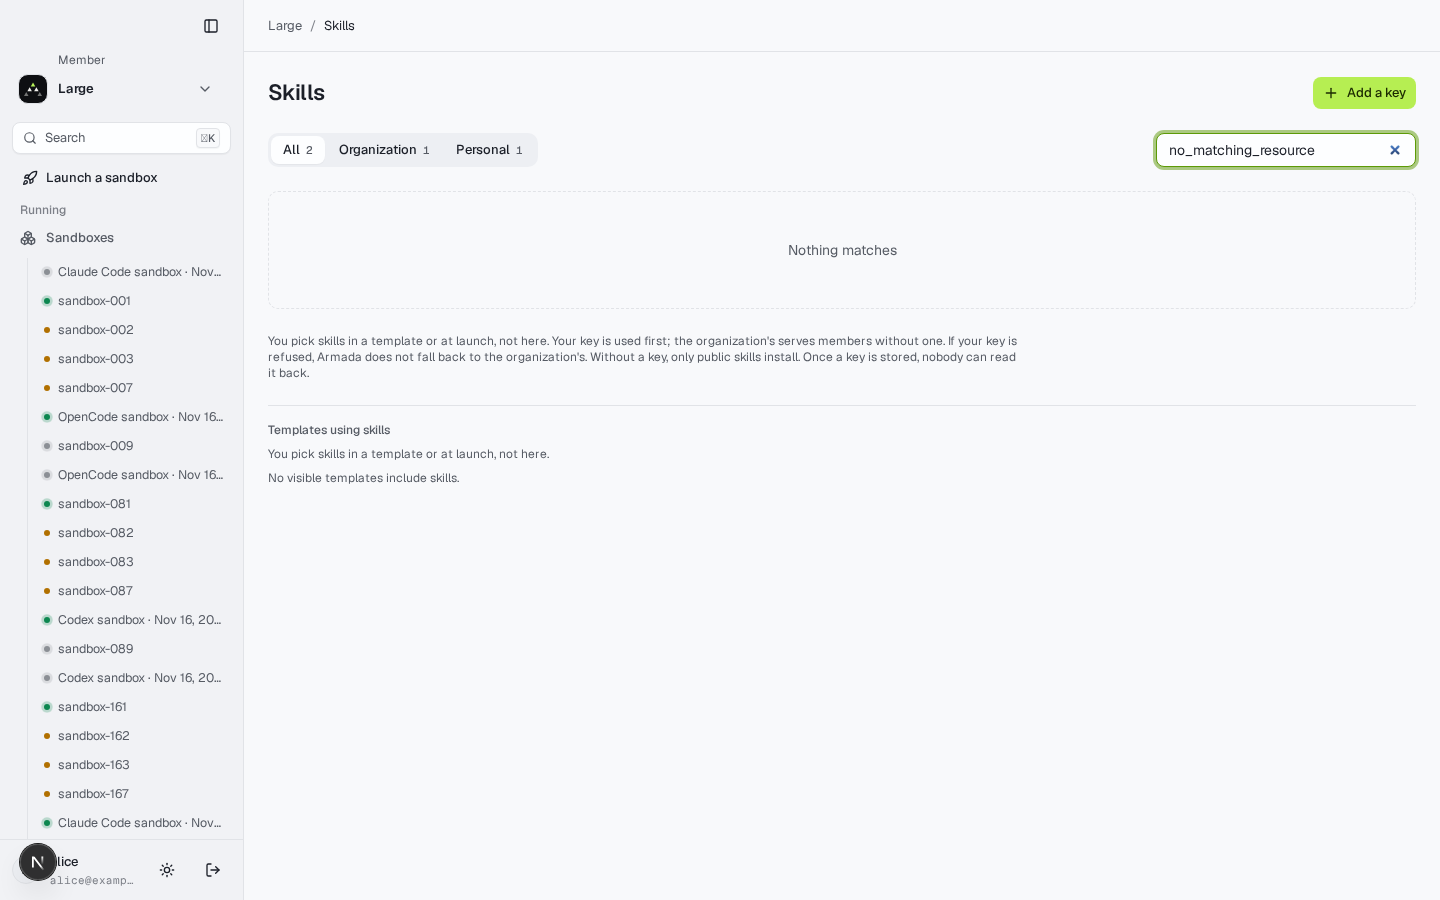 Member
Large
Search
K
Launch a sandbox
Running
Sandboxes
Claude Code sandbox · Nov…
sandbox-001
sandbox-002
sandbox-003
sandbox-007
OpenCode sandbox · Nov 16…
sandbox-009
OpenCode sandbox · Nov 16…
sandbox-081
sandbox-082
sandbox-083
sandbox-087
Codex sandbox · Nov 16, 20…
sandbox-089
Codex sandbox · Nov 16, 20…
sandbox-161
sandbox-162
sandbox-163
sandbox-167
Claude Code sandbox · Nov…
N
lice
alice@examp…
Large / Skills
Skills
Add a key
All 2 Organization 1 Personal 1
no_matching_resource
Nothing matches
You pick skills in a template or at launch, not here. Your key is used first; the organization's serves members without one. If your key is
refused, Armada does not fall back to the organization's. Without a key, only public skills install. Once a key is stored, nobody can read
it back.
Templates using skills
You pick skills in a template or at launch, not here.
No visible templates include skills.